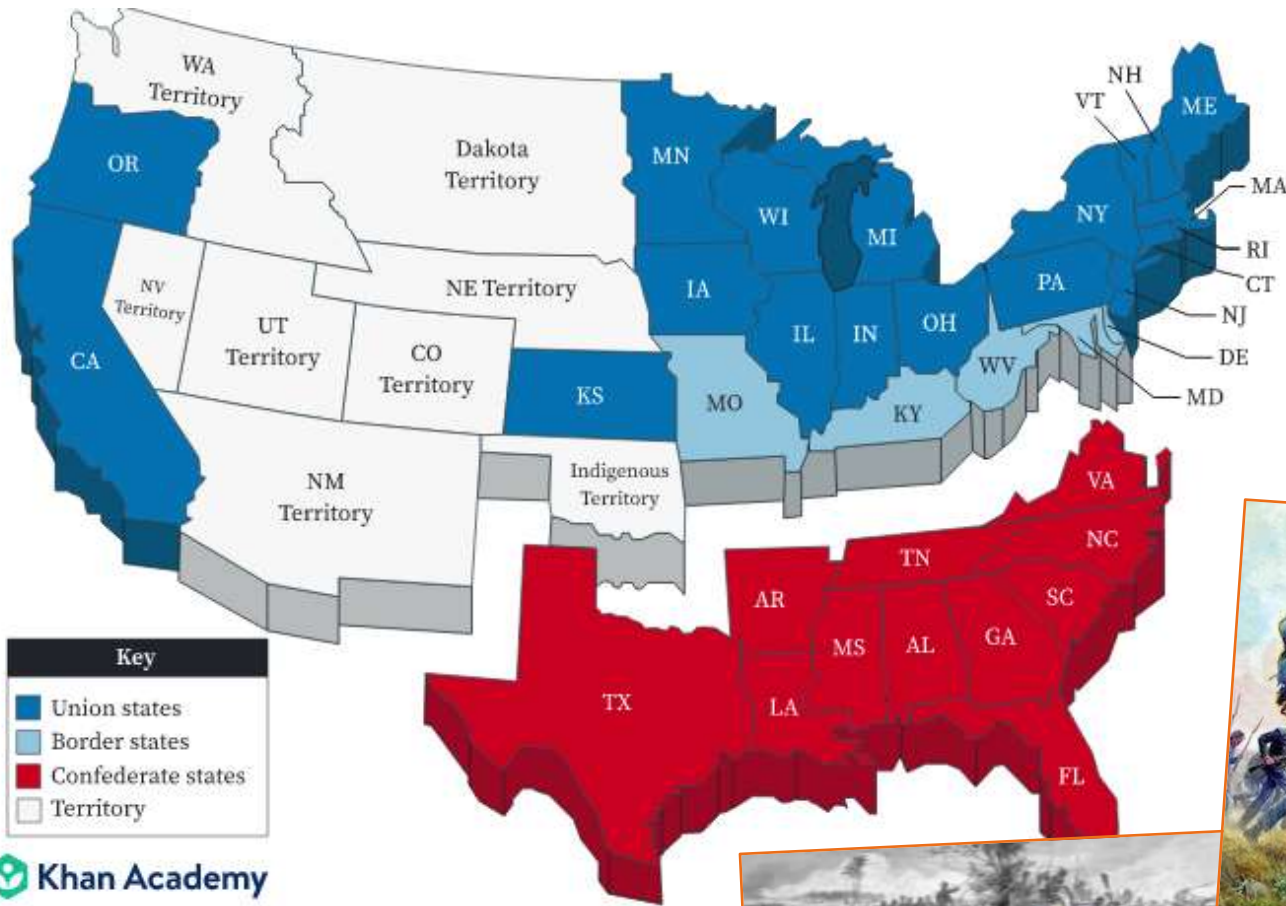 WA
Territory
OR
Dakota
Territory
MN
WI
MI
NH
VT
ME
MA
NY
RI
CT
PA
NJ
DE
MD
NV
Territory
UT
Territory
NE Territory
CO
Territory
IA
IL
IN
OH
WV
CA
KS
MO
KY
NM
Territory
Indigenous
Territory
VA
NC
TN
SC
AR
MS
AL
GA
TX
LA
FL
Key
Union states
Border states
Confederate states
Territory
Khan Academy